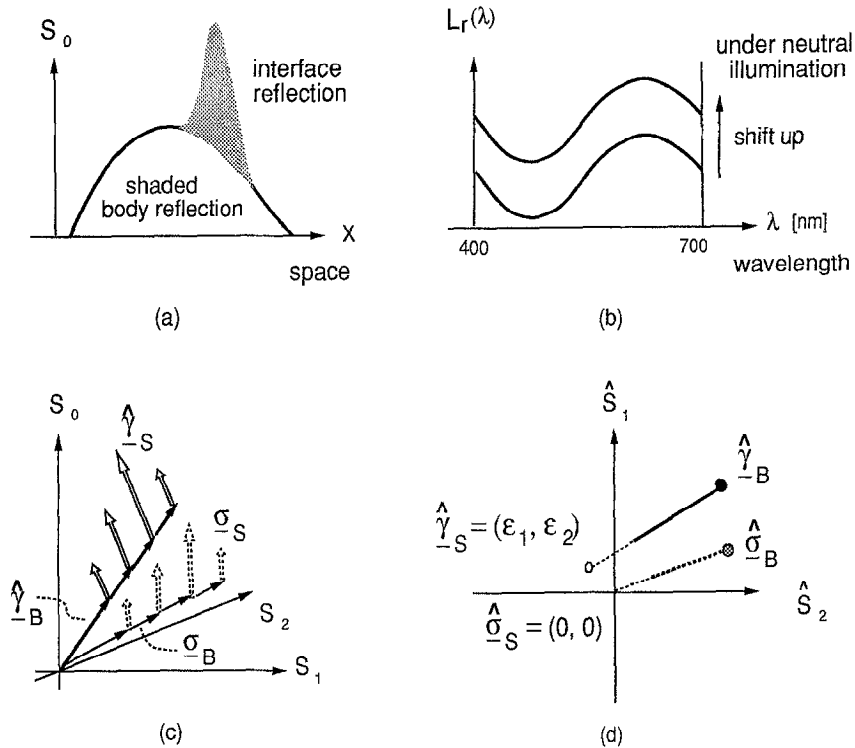 S₀
interface
reflection
shaded
body reflection
X
space
(a)
Lᵣ(λ)
under neutral
illumination
shift up
λ [nm]
400
700
wavelength
(b)
S₀
γ̂_S
σ_S
γ̂_B
σ_B
S₂
S₁
(c)
Ŝ₁
γ̂_B
γ̂_S = (ε₁, ε₂)
σ̂_B
Ŝ₂
σ̂_S = (0, 0)
(d)